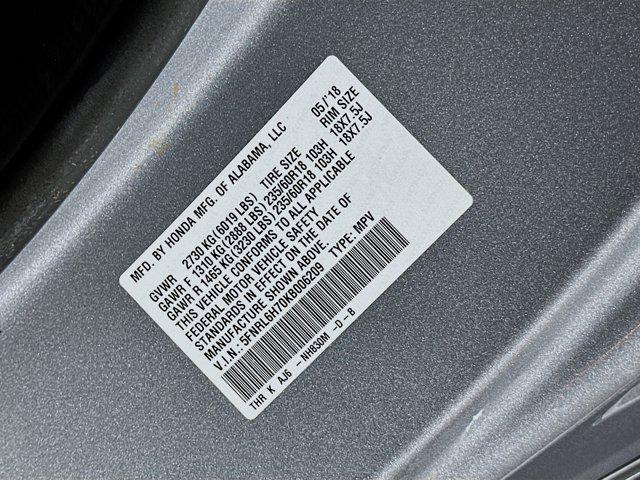 MFD. BY HONDA MFG. OF ALABAMA, LLC 05/'18
GVWR 2730 KG (6019 LBS) TIRE SIZE RIM SIZE
GAWR F 1310 KG (2888 LBS) 235/60R18 103H 18X7.5J
GAWR R 1465 KG (3230 LBS) 235/60R18 103H 18X7.5J
THIS VEHICLE CONFORMS TO ALL APPLICABLE
FEDERAL MOTOR VEHICLE SAFETY
STANDARDS IN EFFECT ON THE DATE OF
MANUFACTURE SHOWN ABOVE.
V.I.N.: 5FNRL6H70KB006209 TYPE: MPV
THR K AJ6 - NH830M -D - B